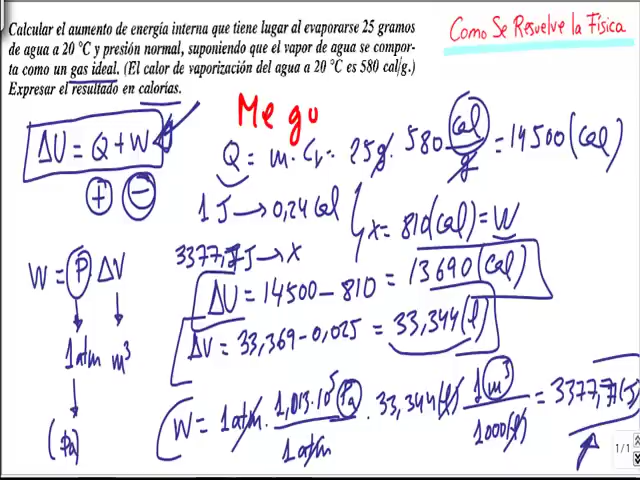 Calcular el aumento de energía interna que tiene lugar al evaporarse 25 gramos
de agua a 20 °C y presión normal, suponiendo que el vapor de agua se compor-
ta como un gas ideal. (El calor de vaporización del agua a 20 °C es 580 cal/g.)
Expresar el resultado en calorías.
Como Se Resuelve la Física
Me gu
ΔU = Q + W
+ −
Q = m · Cv = 25g · 580 cal/g = 14500 (cal)
1 J → 0,24 cal
3377,7 J → x
x = 810 (cal) = W
W = P ΔV
1 atm m³
(Pa)
ΔU = 14500 − 810 = 13690 (cal)
ΔV = 33,369 − 0,025 = 33,344 (l)
W = 1 atm · 1,013·10⁵ Pa / 1 atm · 33,344 (l) · 1 m³ / 1000 (l) = 3377,7 (J)
1/1